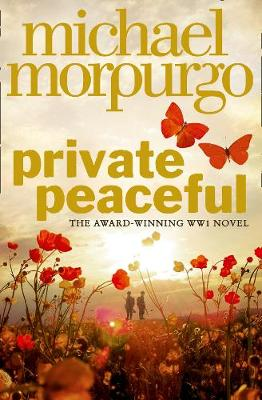 michael
morpurgo
private
peaceful
THE AWARD-WINNING WW1 NOVEL